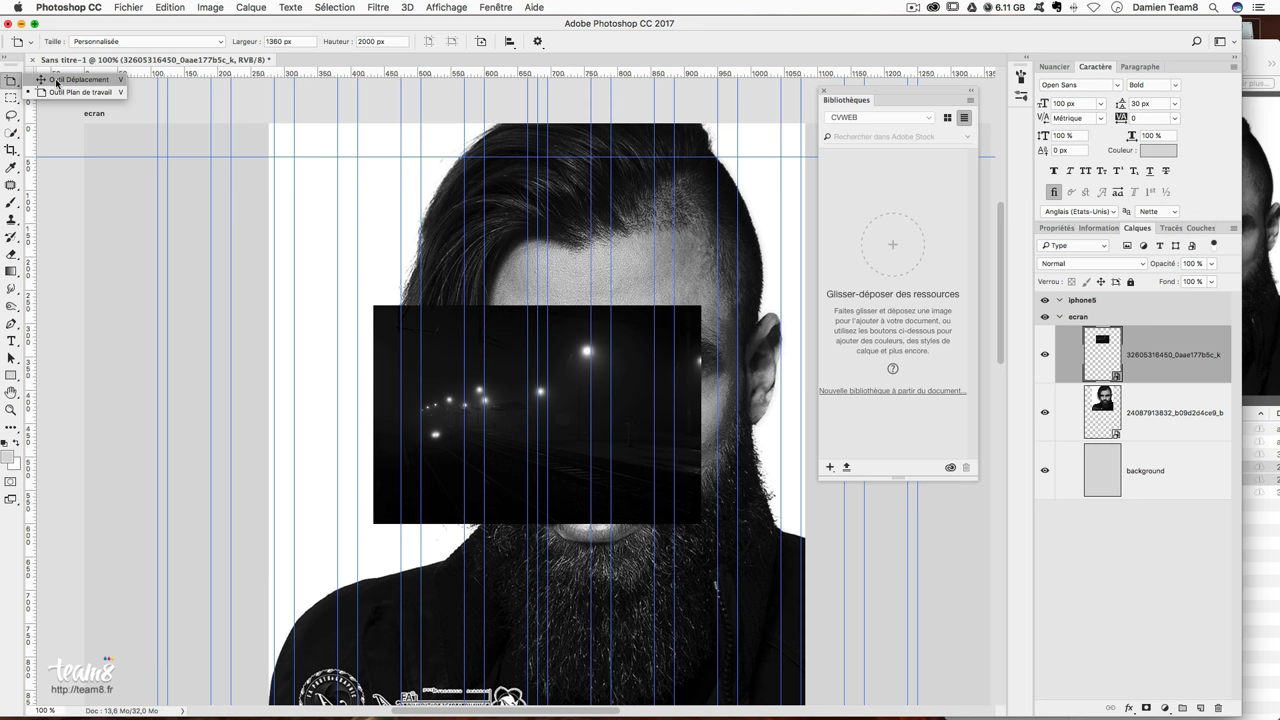 Photoshop CC Fichier Edition Image Calque Texte Sélection Filtre 3D Affichage Fenêtre Aide 6.11 GB Damien Team8
Adobe Photoshop CC 2017
Taille : Personnalisée Largeur : 1360 px Hauteur : 2000 px
Sans titre-1 @ 100% (32605316450_0aae177b5c_k, RVB/8) *
Outil Déplacement V
Outil Plan de travail V
ecran
Bibliothèques
CVWEB
Rechercher dans Adobe Stock
Glisser-déposer des ressources
Faites glisser et déposez une image
pour l'ajouter à votre document, ou
utilisez les boutons ci-dessous pour
ajouter des couleurs, des styles de
calque et plus encore.
Nouvelle bibliothèque à partir du document...
Nuancier Caractère Paragraphe
Open Sans Bold
100 px 30 px
Métrique 0
100 % 100 %
0 px Couleur :
Anglais (Etats-Unis) Nette
Propriétés Information Calques Tracés Couches
Type
Normal Opacité : 100 %
Verrou : Fond : 100 %
iphone5
ecran
32605316450_0aae177b5c_k
24087913832_b09d2d4ce9_b
background
team8
http://team8.fr
100 % Doc : 13,6 Mo/32,0 Mo